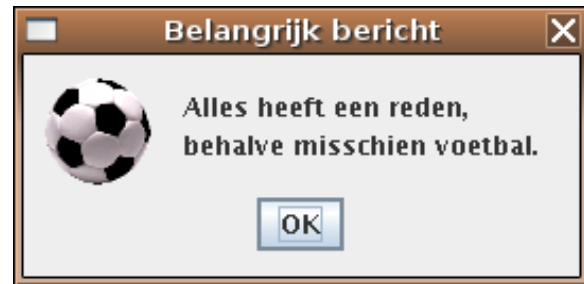 Belangrijk bericht
Alles heeft een reden,
behalve misschien voetbal.
OK